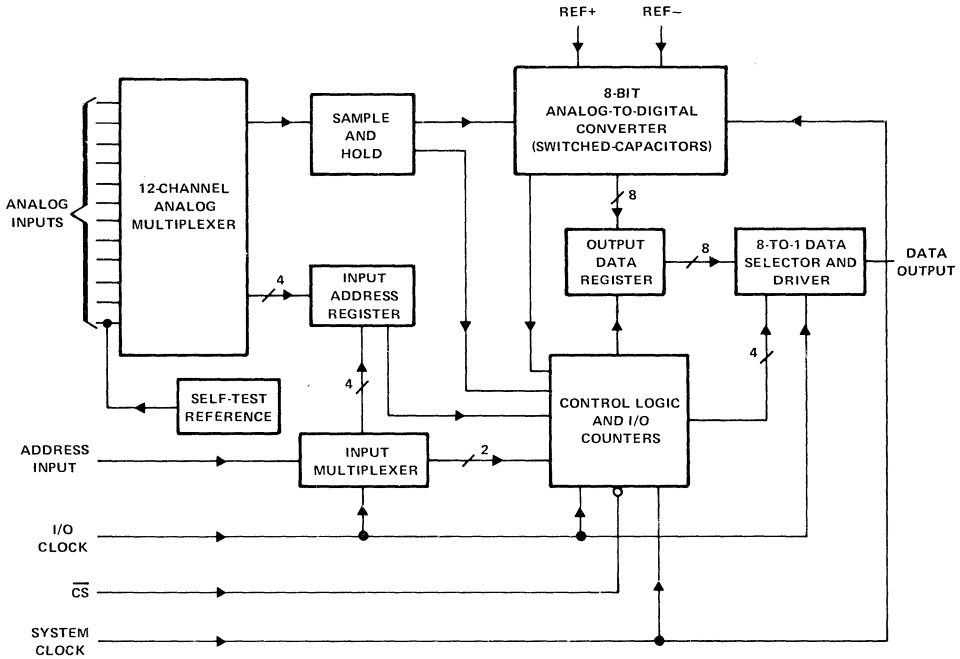 REF+
REF−
8-BIT
ANALOG-TO-DIGITAL
CONVERTER
(SWITCHED-CAPACITORS)
SAMPLE
AND
HOLD
12-CHANNEL
ANALOG
MULTIPLEXER
ANALOG
INPUTS
8
OUTPUT
DATA
REGISTER
8
8-TO-1 DATA
SELECTOR AND
DRIVER
DATA
OUTPUT
4
INPUT
ADDRESS
REGISTER
4
4
SELF-TEST
REFERENCE
CONTROL LOGIC
AND I/O
COUNTERS
ADDRESS
INPUT
INPUT
MULTIPLEXER
2
I/O
CLOCK
CS
SYSTEM
CLOCK